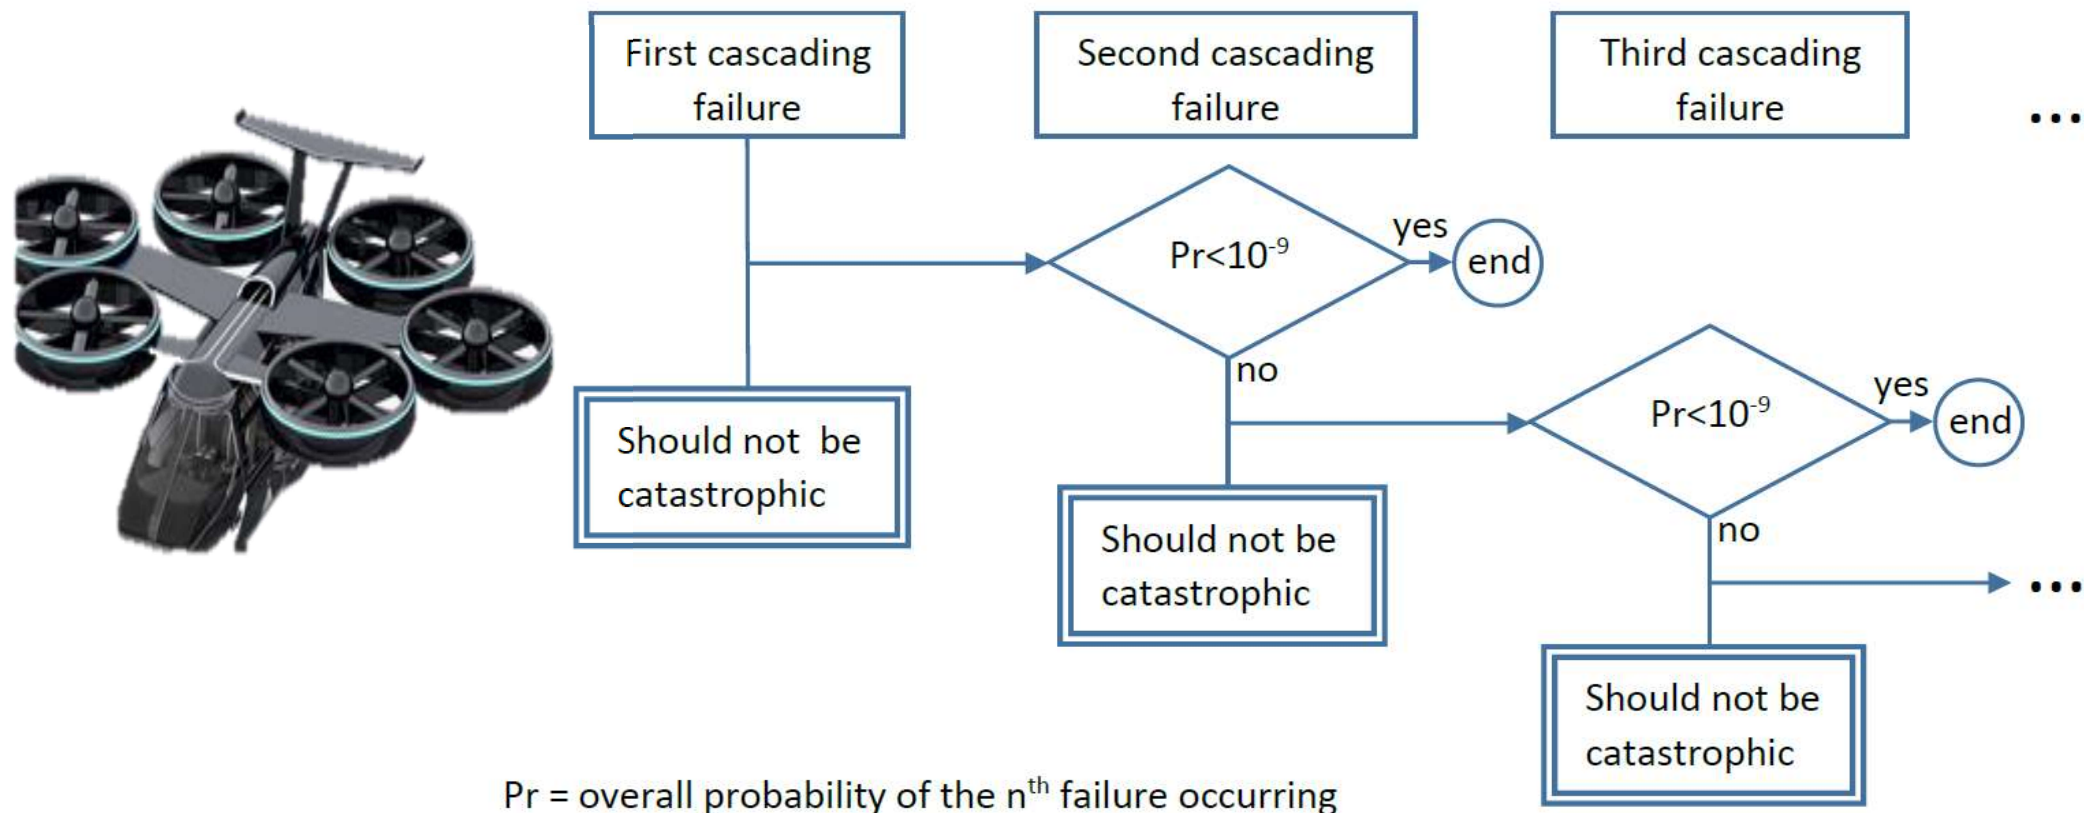 First cascading
failure
Second cascading
failure
Third cascading
failure
...
Pr<10⁻⁹
yes
end
no
Should not  be
catastrophic
Pr<10⁻⁹
yes
end
no
Should not be
catastrophic
...
Should not be
catastrophic
Pr = overall probability of the nᵗʰ failure occurring